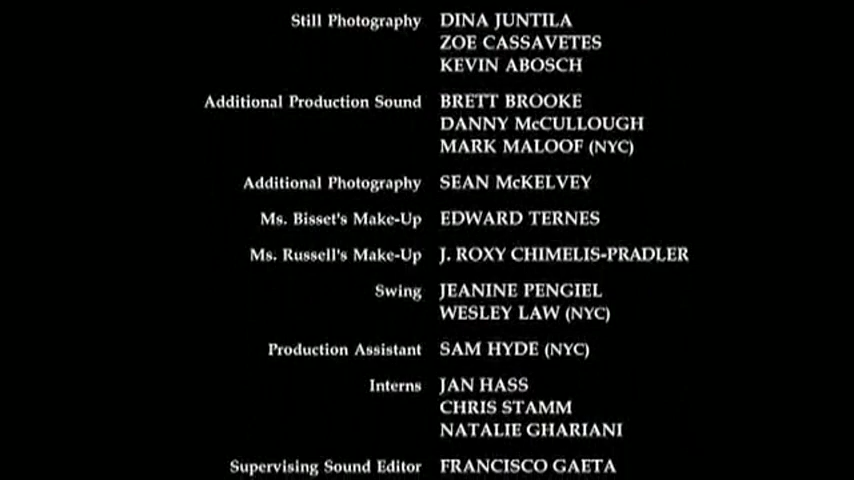 Still Photography DINA JUNTILA
ZOE CASSAVETES
KEVIN ABOSCH
Additional Production Sound BRETT BROOKE
DANNY McCULLOUGH
MARK MALOOF (NYC)
Additional Photography SEAN McKELVEY
Ms. Bisset's Make-Up EDWARD TERNES
Ms. Russell's Make-Up J. ROXY CHIMELIS-PRADLER
Swing JEANINE PENGIEL
WESLEY LAW (NYC)
Production Assistant SAM HYDE (NYC)
Interns JAN HASS
CHRIS STAMM
NATALIE GHARIANI
Supervising Sound Editor FRANCISCO GAETA